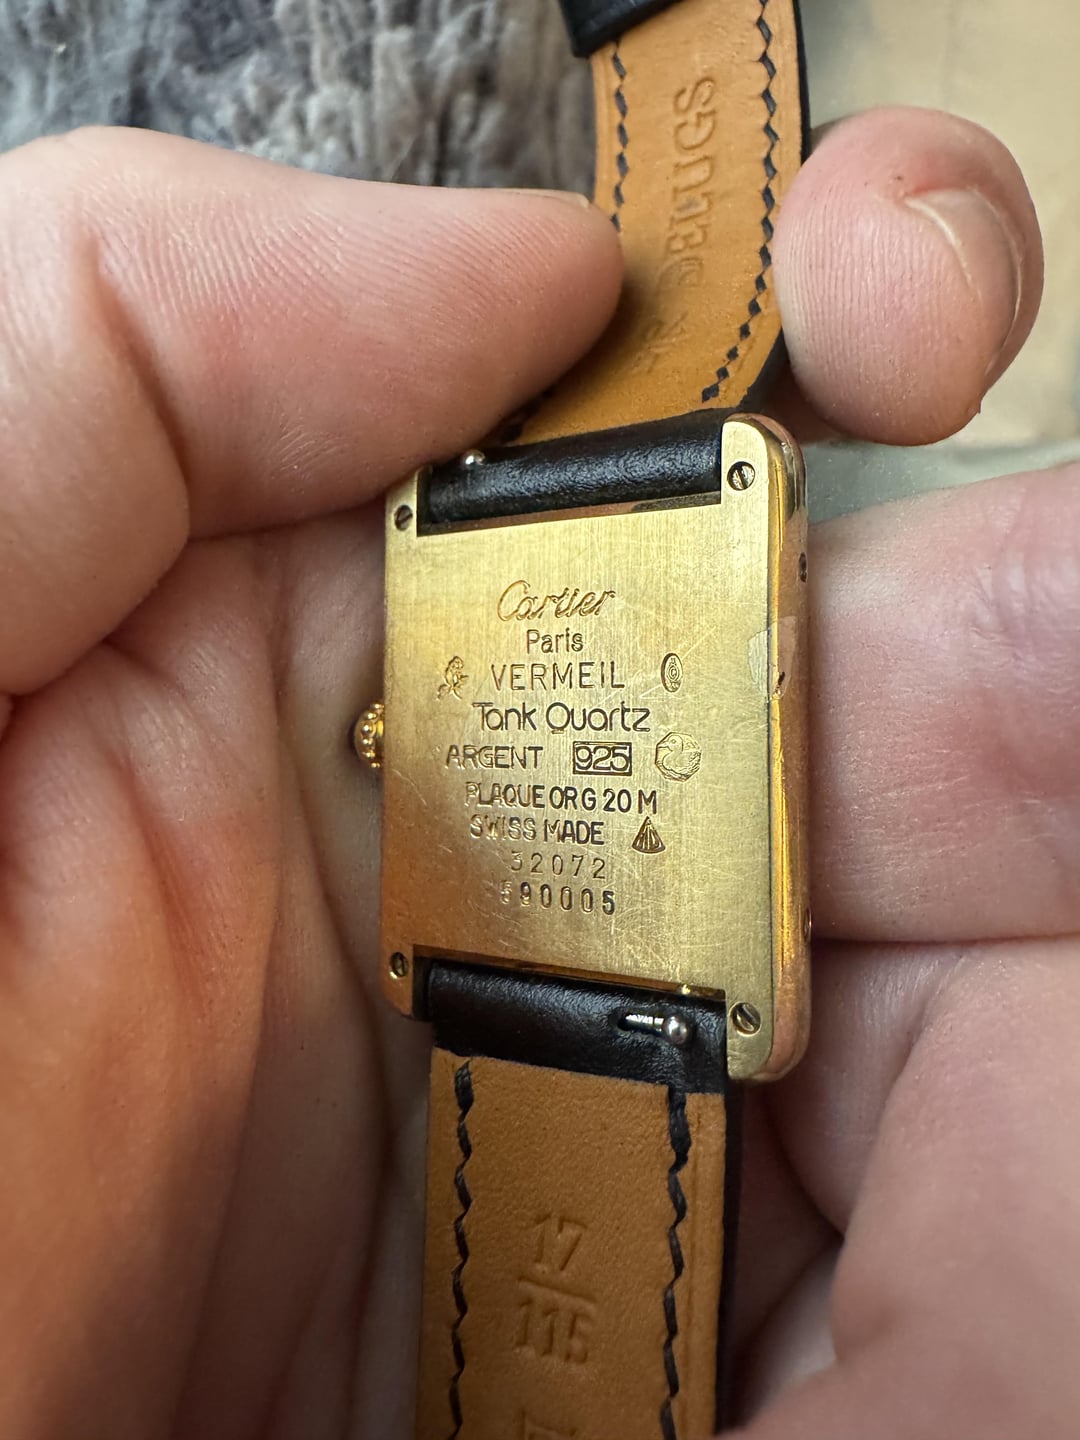 Cartier
Paris
VERMEIL
Tank Quartz
ARGENT 925
PLAQUE OR G 20 M
SWISS MADE
32072
590005
17
115